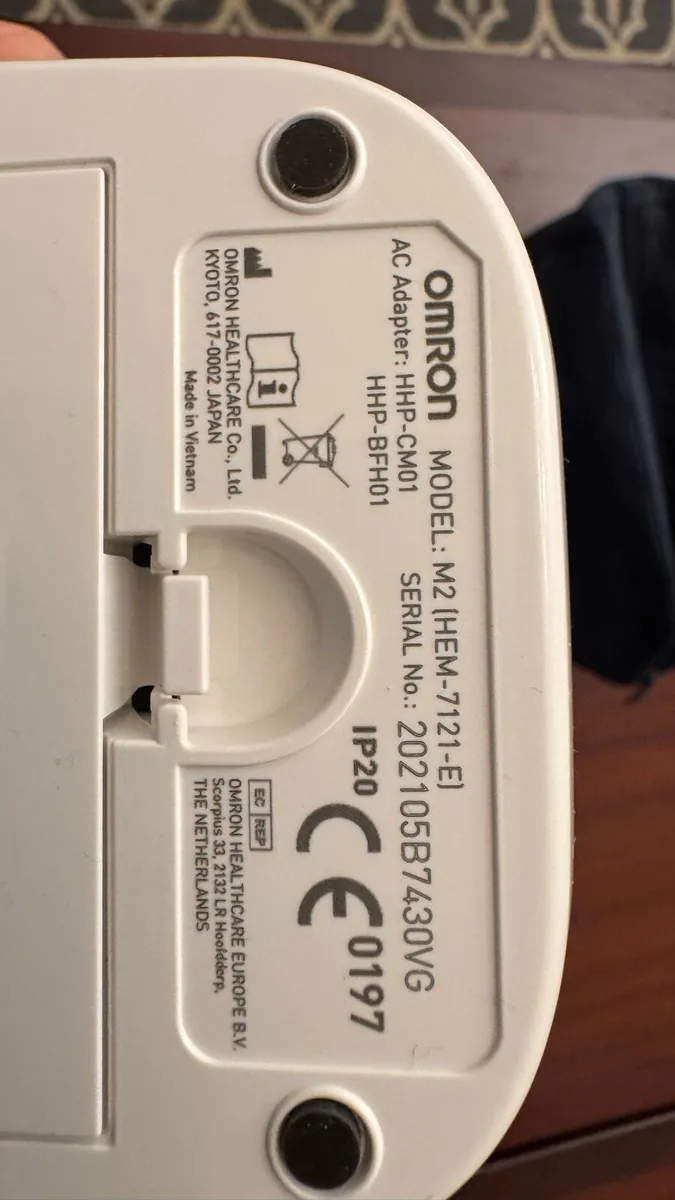 OMRON MODEL: M2 (HEM-7121-E)
AC Adapter: HHP-CM01
HHP-BFH01
SERIAL No.: 202105B7430VG
IP20
CE 0197
OMRON HEALTHCARE Co., Ltd.
KYOTO, 617-0002 JAPAN
Made in Vietnam
EC REP
OMRON HEALTHCARE EUROPE B.V.
Scorpius 33, 2132 LR Hoofddorp,
THE NETHERLANDS